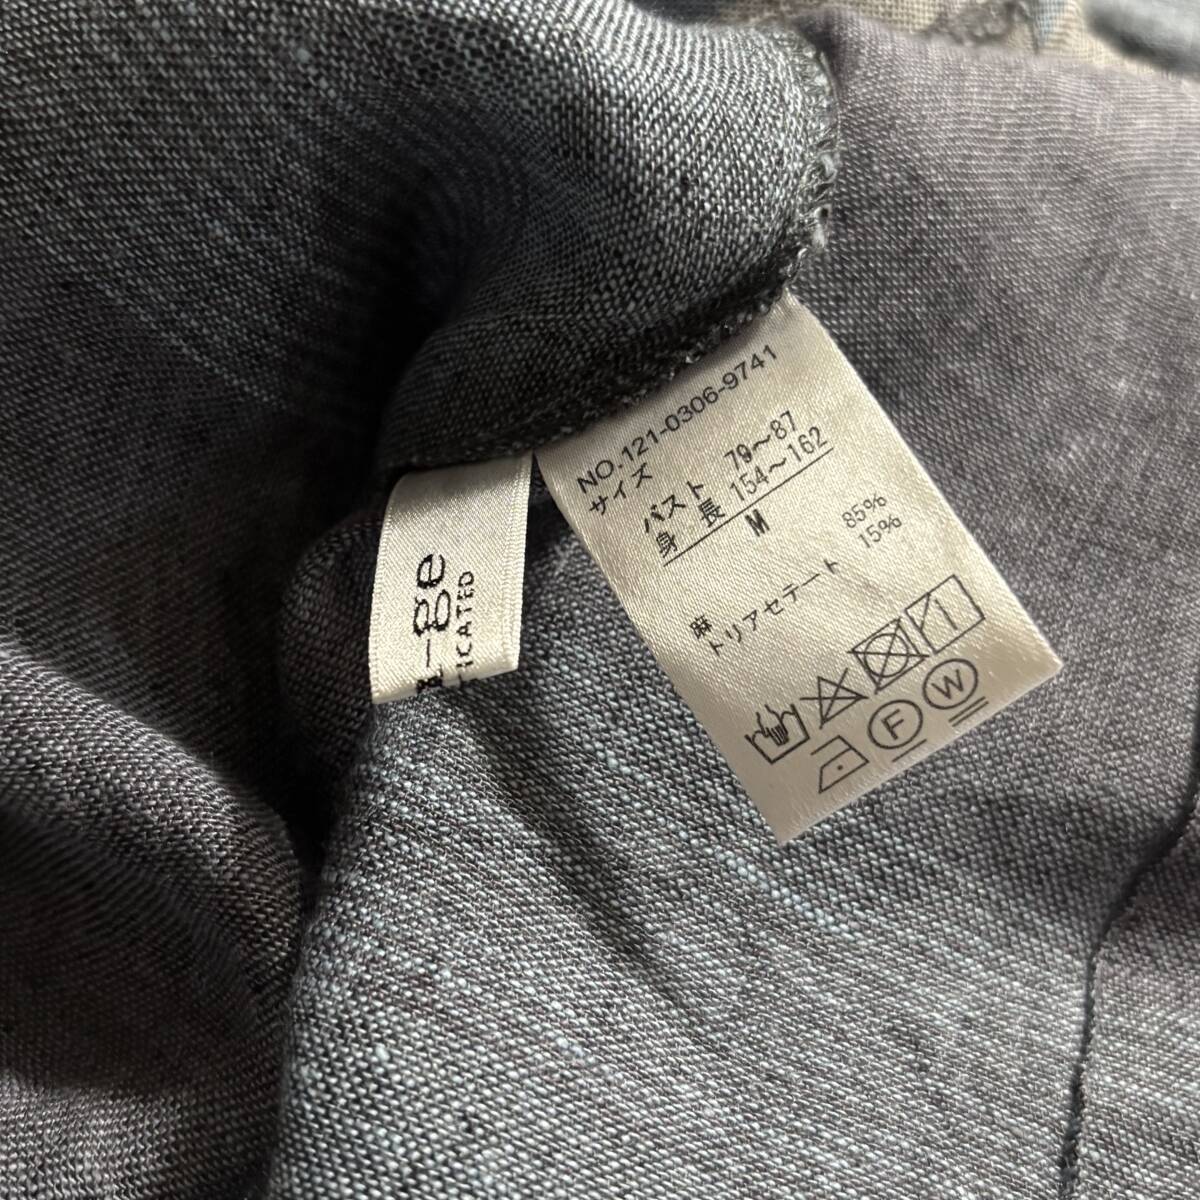 NO.121-0306-9741
サイズ
バスト 79～87
身 長 154～162
M
麻 85%
トリアセテート 15%
F W
-ge
ICATED